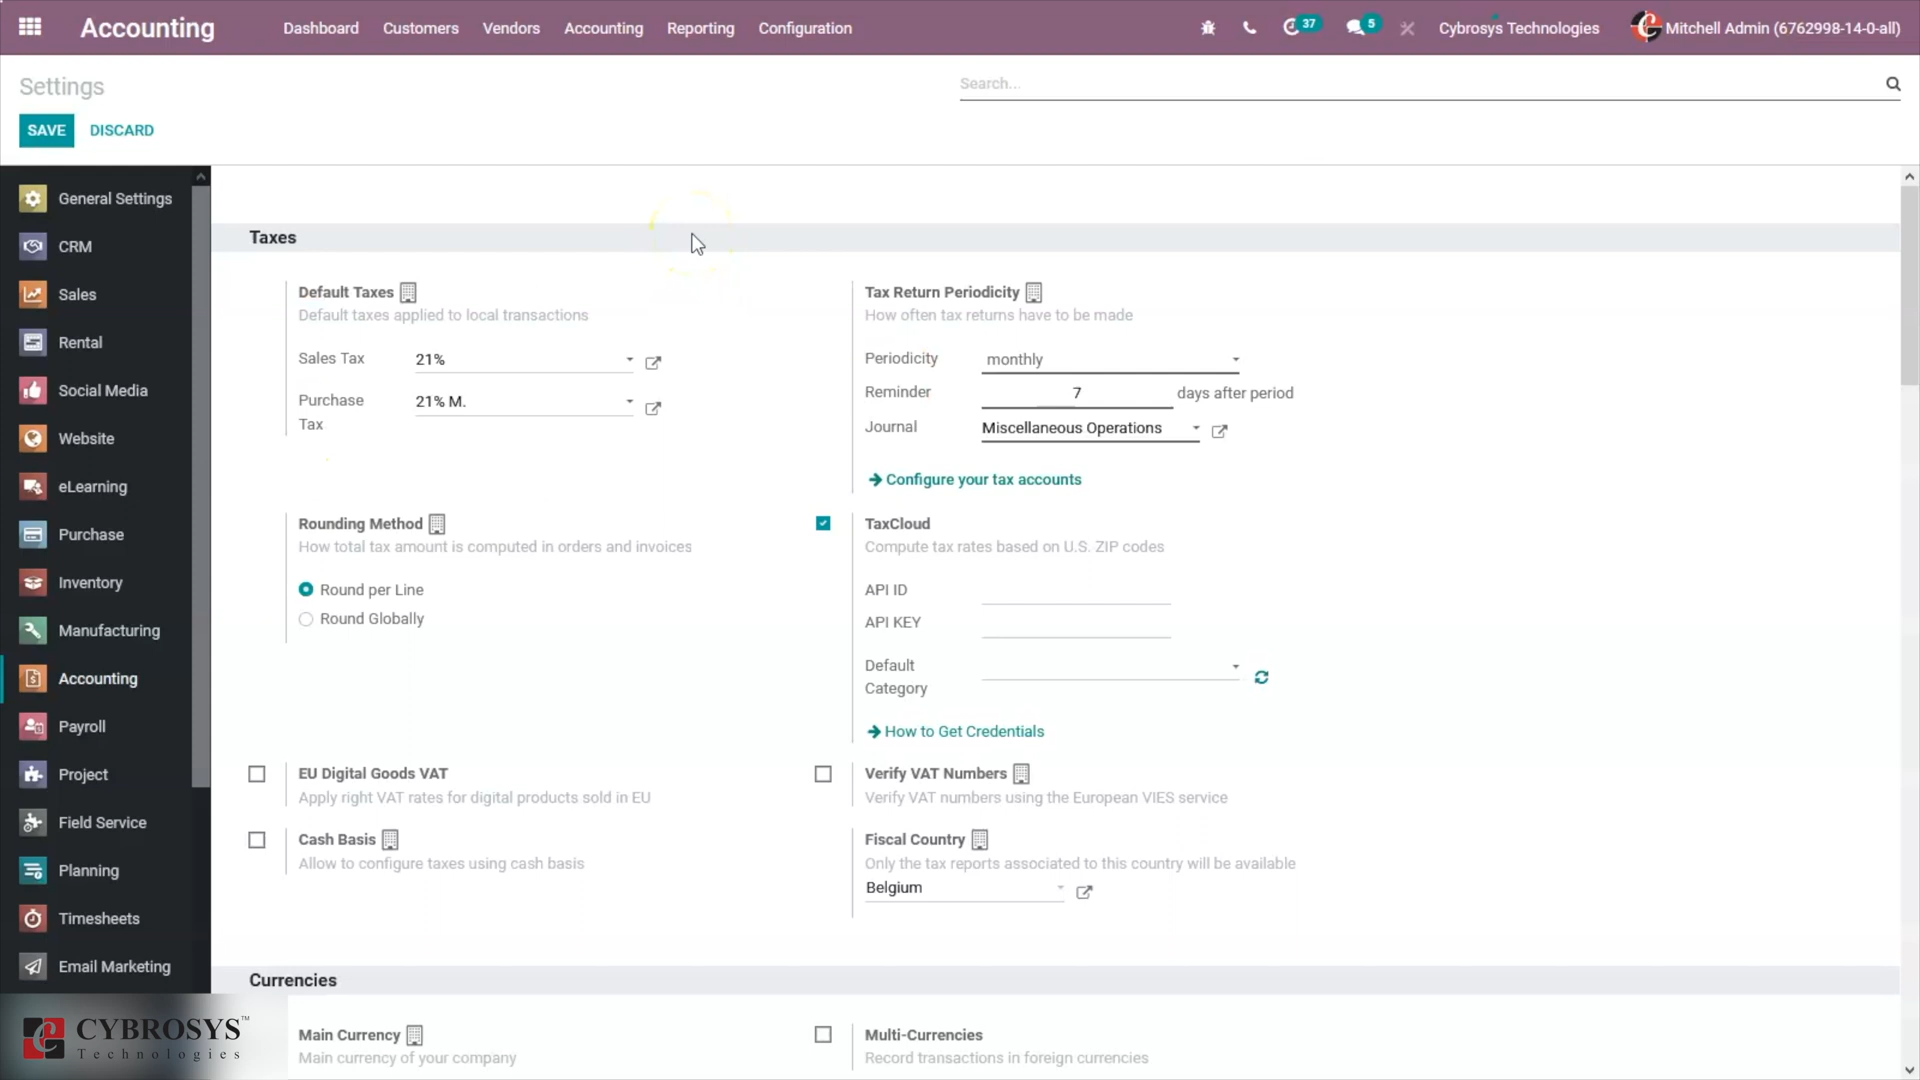 Accounting
Dashboard
Customers
Vendors
Accounting
Reporting
Configuration
37
5
Cybrosys Technologies
Mitchell Admin (6762998-14-0-all)
Settings
Search...
SAVE
DISCARD
General Settings
CRM
Sales
Rental
Social Media
Website
eLearning
Purchase
Inventory
Manufacturing
Accounting
Payroll
Project
Field Service
Planning
Timesheets
Email Marketing
CYBROSYS™
Technologies
Taxes
Default Taxes
Default taxes applied to local transactions
Sales Tax 21%
Purchase 21% M.
Tax
Tax Return Periodicity
How often tax returns have to be made
Periodicity monthly
Reminder 7 days after period
Journal Miscellaneous Operations
Configure your tax accounts
Rounding Method
How total tax amount is computed in orders and invoices
Round per Line
Round Globally
TaxCloud
Compute tax rates based on U.S. ZIP codes
API ID
API KEY
Default
Category
How to Get Credentials
EU Digital Goods VAT
Apply right VAT rates for digital products sold in EU
Verify VAT Numbers
Verify VAT numbers using the European VIES service
Cash Basis
Allow to configure taxes using cash basis
Fiscal Country
Only the tax reports associated to this country will be available
Belgium
Currencies
Main Currency
Main currency of your company
Multi-Currencies
Record transactions in foreign currencies